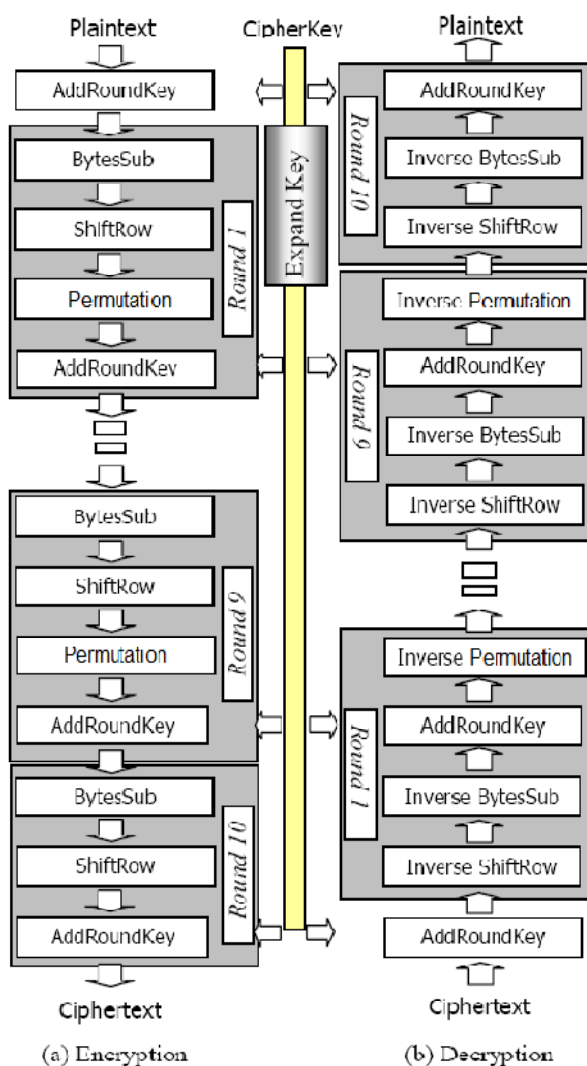 Plaintext
AddRoundKey
BytesSub
ShiftRow
Permutation
AddRoundKey
Round 1
BytesSub
ShiftRow
Permutation
AddRoundKey
Round 9
BytesSub
ShiftRow
AddRoundKey
Round 10
Ciphertext
(a) Encryption
CipherKey
Expand Key
Plaintext
AddRoundKey
Inverse BytesSub
Inverse ShiftRow
Round 10
Inverse Permutation
AddRoundKey
Inverse BytesSub
Inverse ShiftRow
Round 9
Inverse Permutation
AddRoundKey
Inverse BytesSub
Inverse ShiftRow
Round 1
AddRoundKey
Ciphertext
(b) Decryption